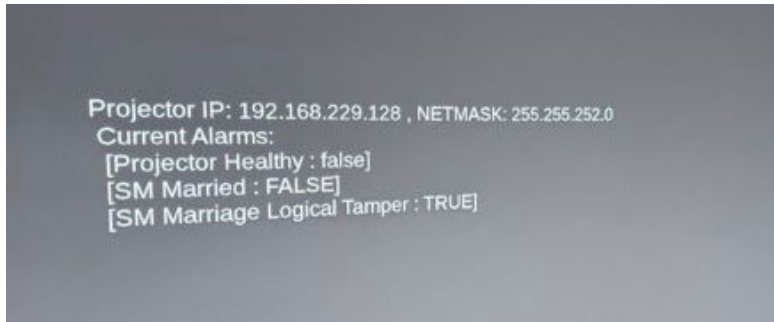 Projector IP: 192.168.229.128 , NETMASK: 255.255.252.0
Current Alarms:
[Projector Healthy : false]
[SM Married : FALSE]
[SM Marriage Logical Tamper : TRUE]